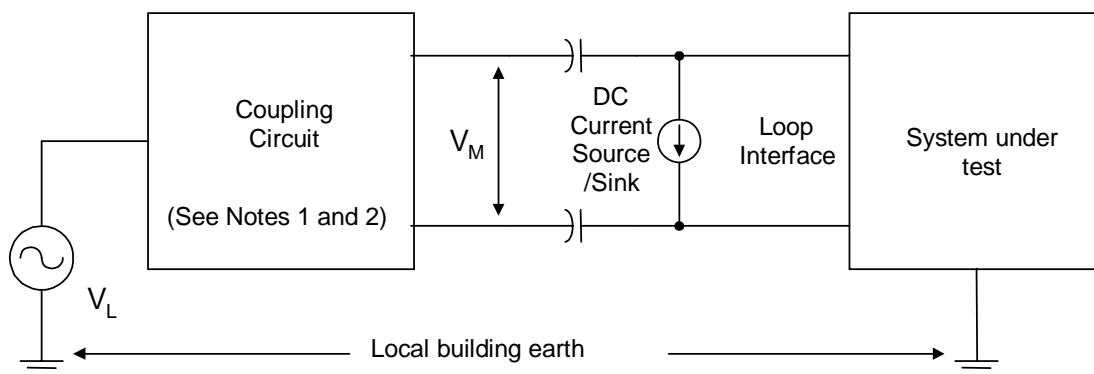 Coupling
Circuit
(See Notes 1 and 2)
V_L
V_M
DC
Current
Source
/Sink
Loop
Interface
System under
test
Local building earth